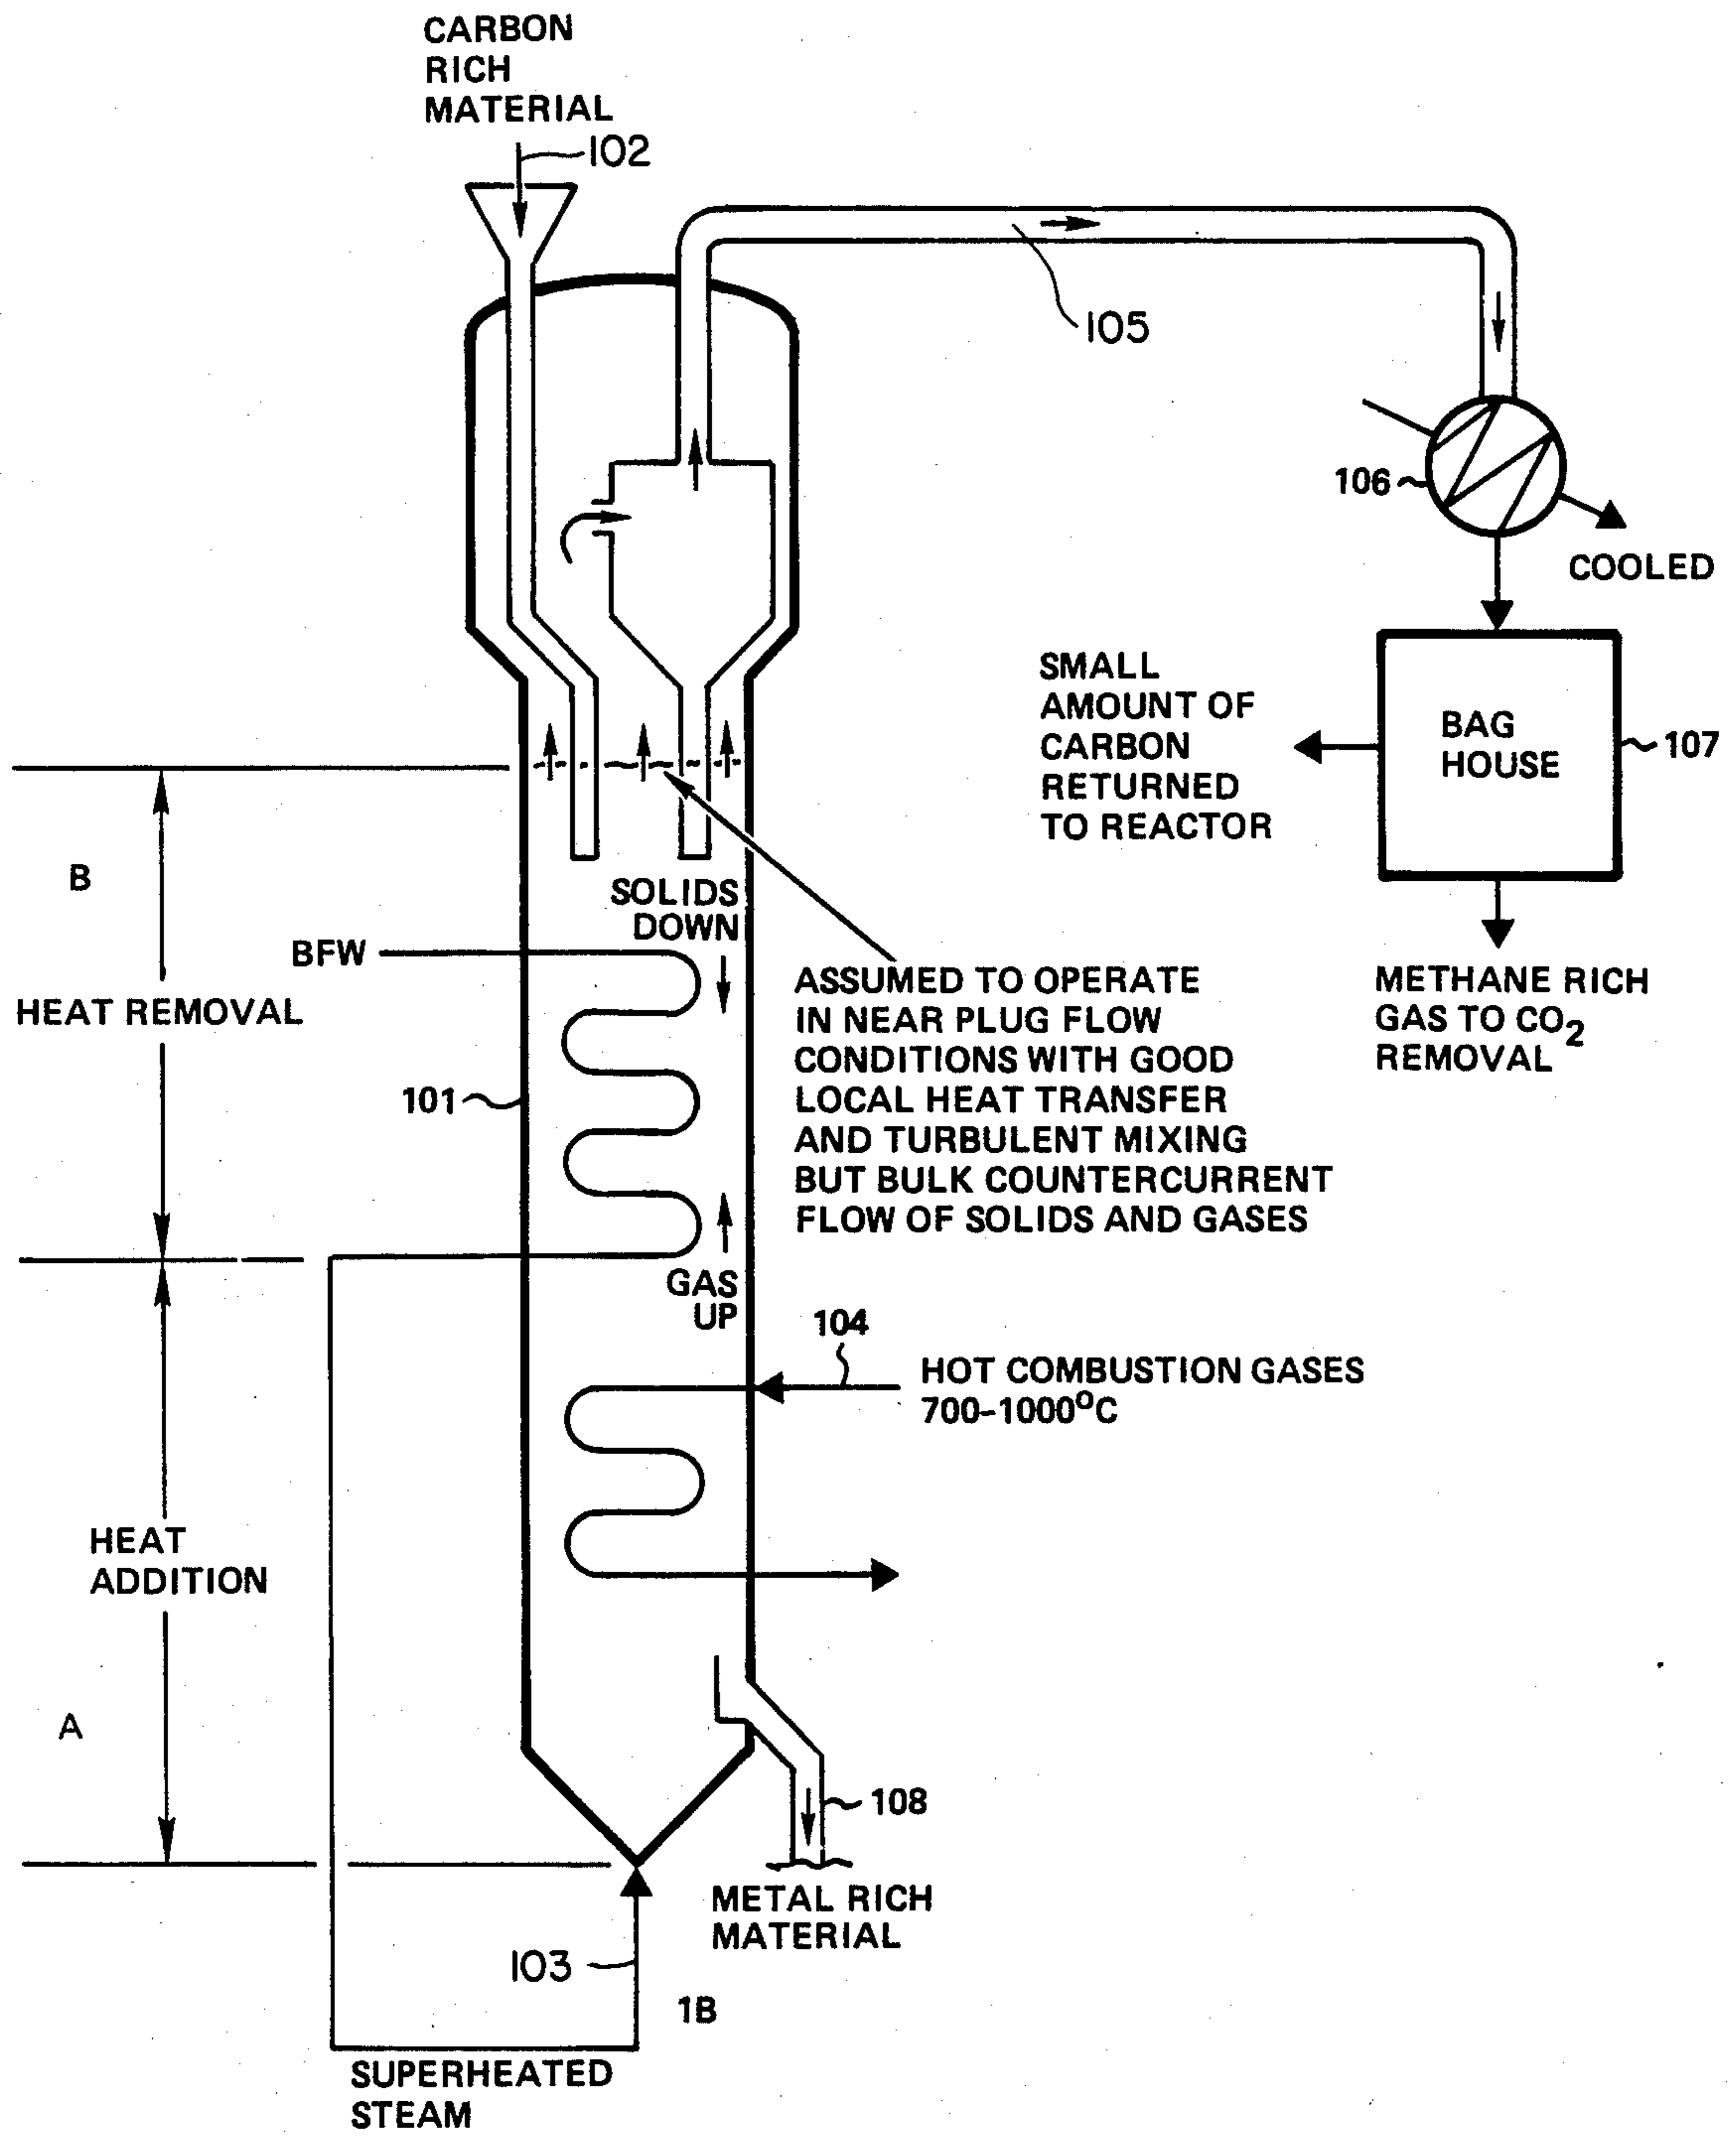 CARBON
RICH
MATERIAL
102
105
106
COOLED
SMALL
AMOUNT OF
CARBON
RETURNED
TO REACTOR
BAG
HOUSE
107
METHANE RICH
GAS TO CO2
REMOVAL
B
SOLIDS
DOWN
BFW
HEAT REMOVAL
101
ASSUMED TO OPERATE
IN NEAR PLUG FLOW
CONDITIONS WITH GOOD
LOCAL HEAT TRANSFER
AND TURBULENT MIXING
BUT BULK COUNTERCURRENT
FLOW OF SOLIDS AND GASES
GAS
UP
104
HOT COMBUSTION GASES
700-1000°C
HEAT
ADDITION
A
108
METAL RICH
MATERIAL
103
1B
SUPERHEATED
STEAM